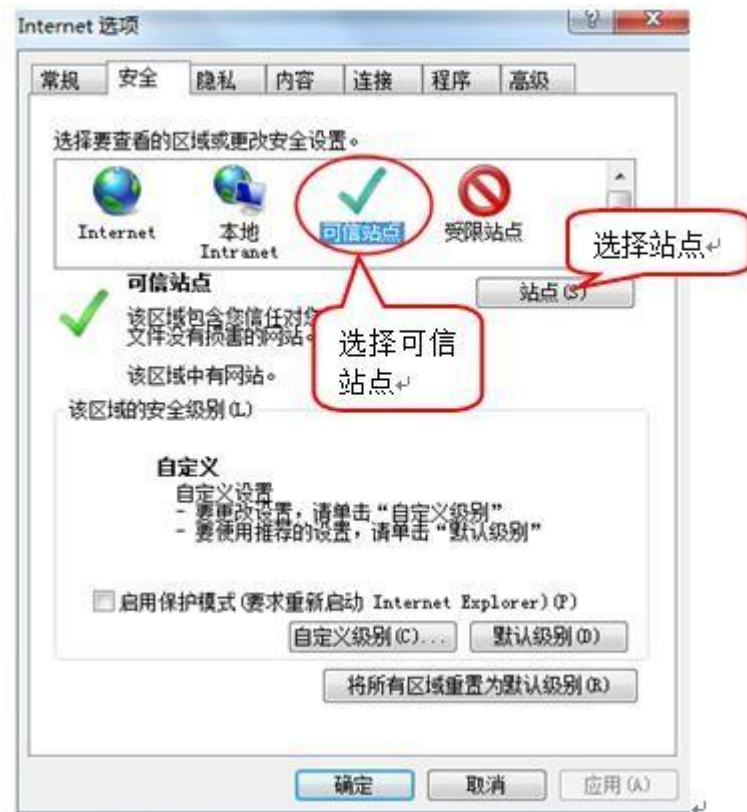 Internet 选项
常规 安全 隐私 内容 连接 程序 高级
选择要查看的区域或更改安全设置。
Internet 本地 Intranet 可信站点 受限站点
选择站点
可信站点
站点(S)
该区域包含您信任对您
文件没有损害的网站。
选择可信
站点
该区域中有网站。
该区域的安全级别(L)
自定义
自定义设置
- 要更改设置,请单击“自定义级别”
- 要使用推荐的设置,请单击“默认级别”
启用保护模式(要求重新启动 Internet Explorer)(P)
自定义级别(C)... 默认级别(D)
将所有区域重置为默认级别(R)
确定 取消 应用(A)